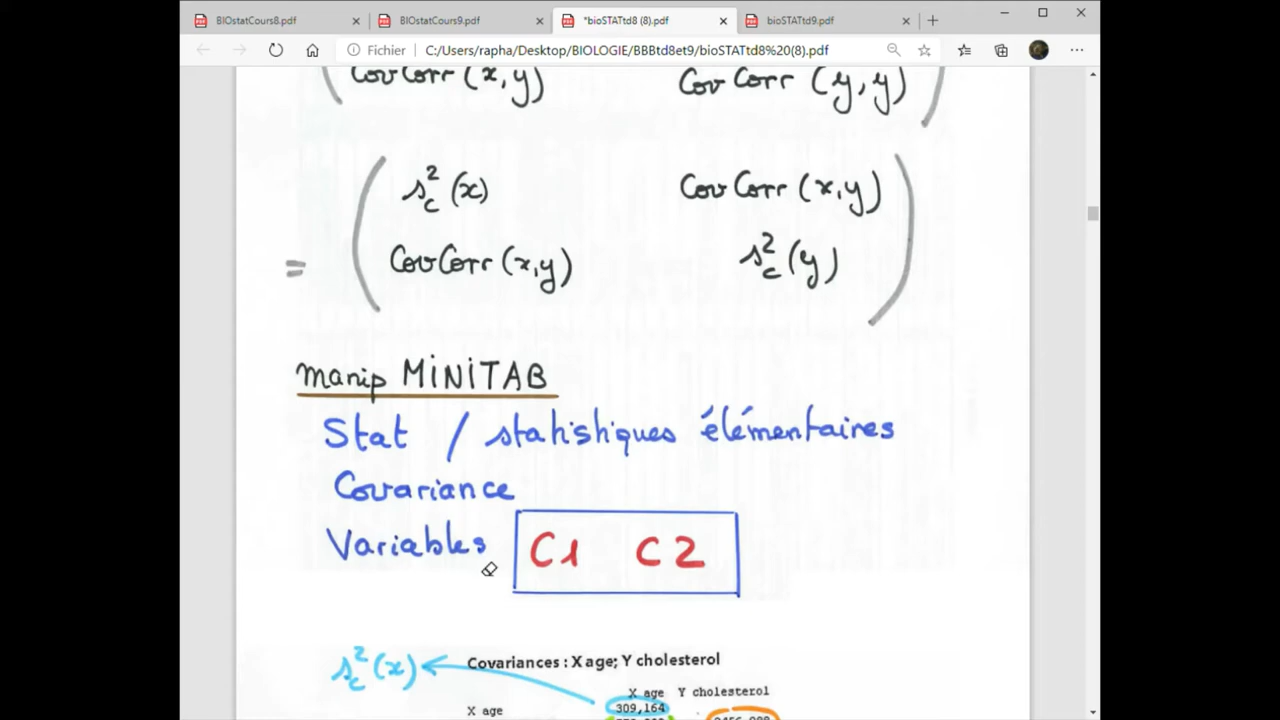 BIOstatCours8.pdf
BIOstatCours9.pdf
*bioSTATtd8 (8).pdf
bioSTATtd9.pdf
Fichier C:/Users/rapha/Desktop/BIOLOGIE/BBBtd8et9/bioSTATtd8%20(8).pdf
CovCorr (x,y) CovCorr (y,y)
s²c (x) CovCorr (x,y)
= CovCorr (x,y) s²c (y)
Manip MINITAB
Stat / statistiques élémentaires
Covariance
Variables C1 C2
s²c (x) Covariances : X age; Y cholesterol
X age Y cholesterol
X age 309,164